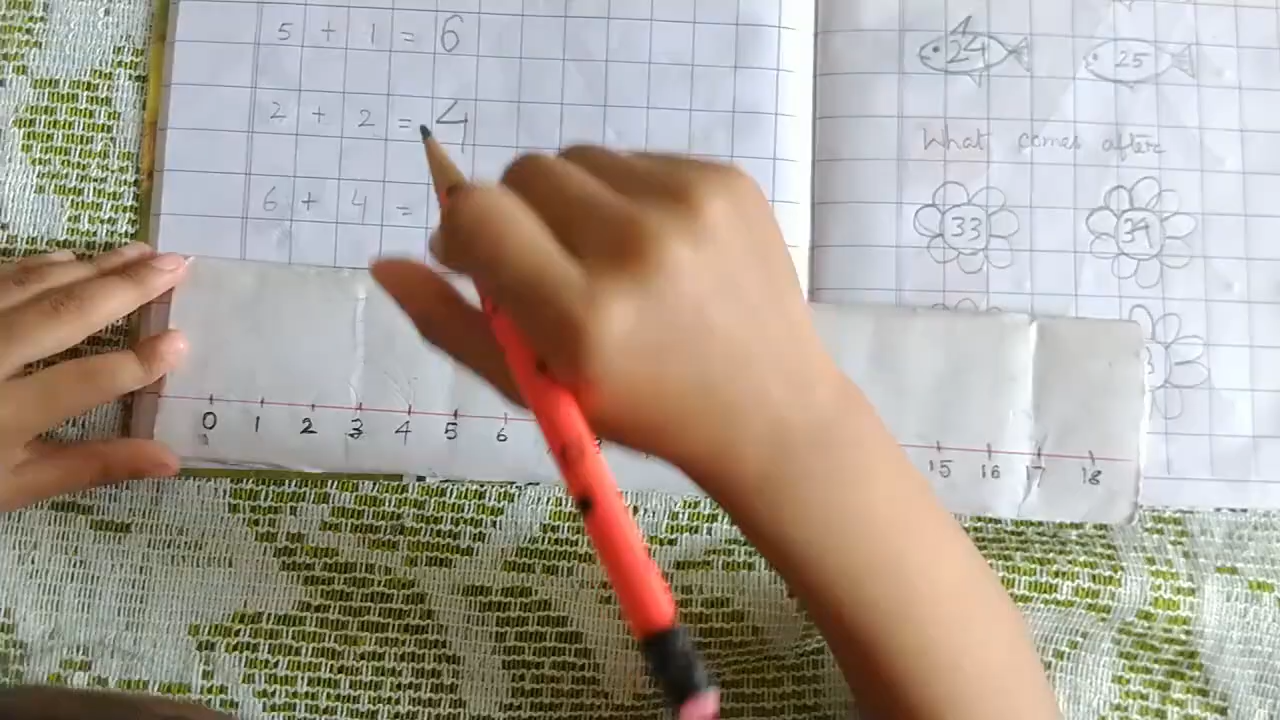 5 + 1 = 6
2 + 2 = 4
6 + 4 =
24 25
What comes after
33 34
0 1 2 3 4 5 6 15 16 17 18